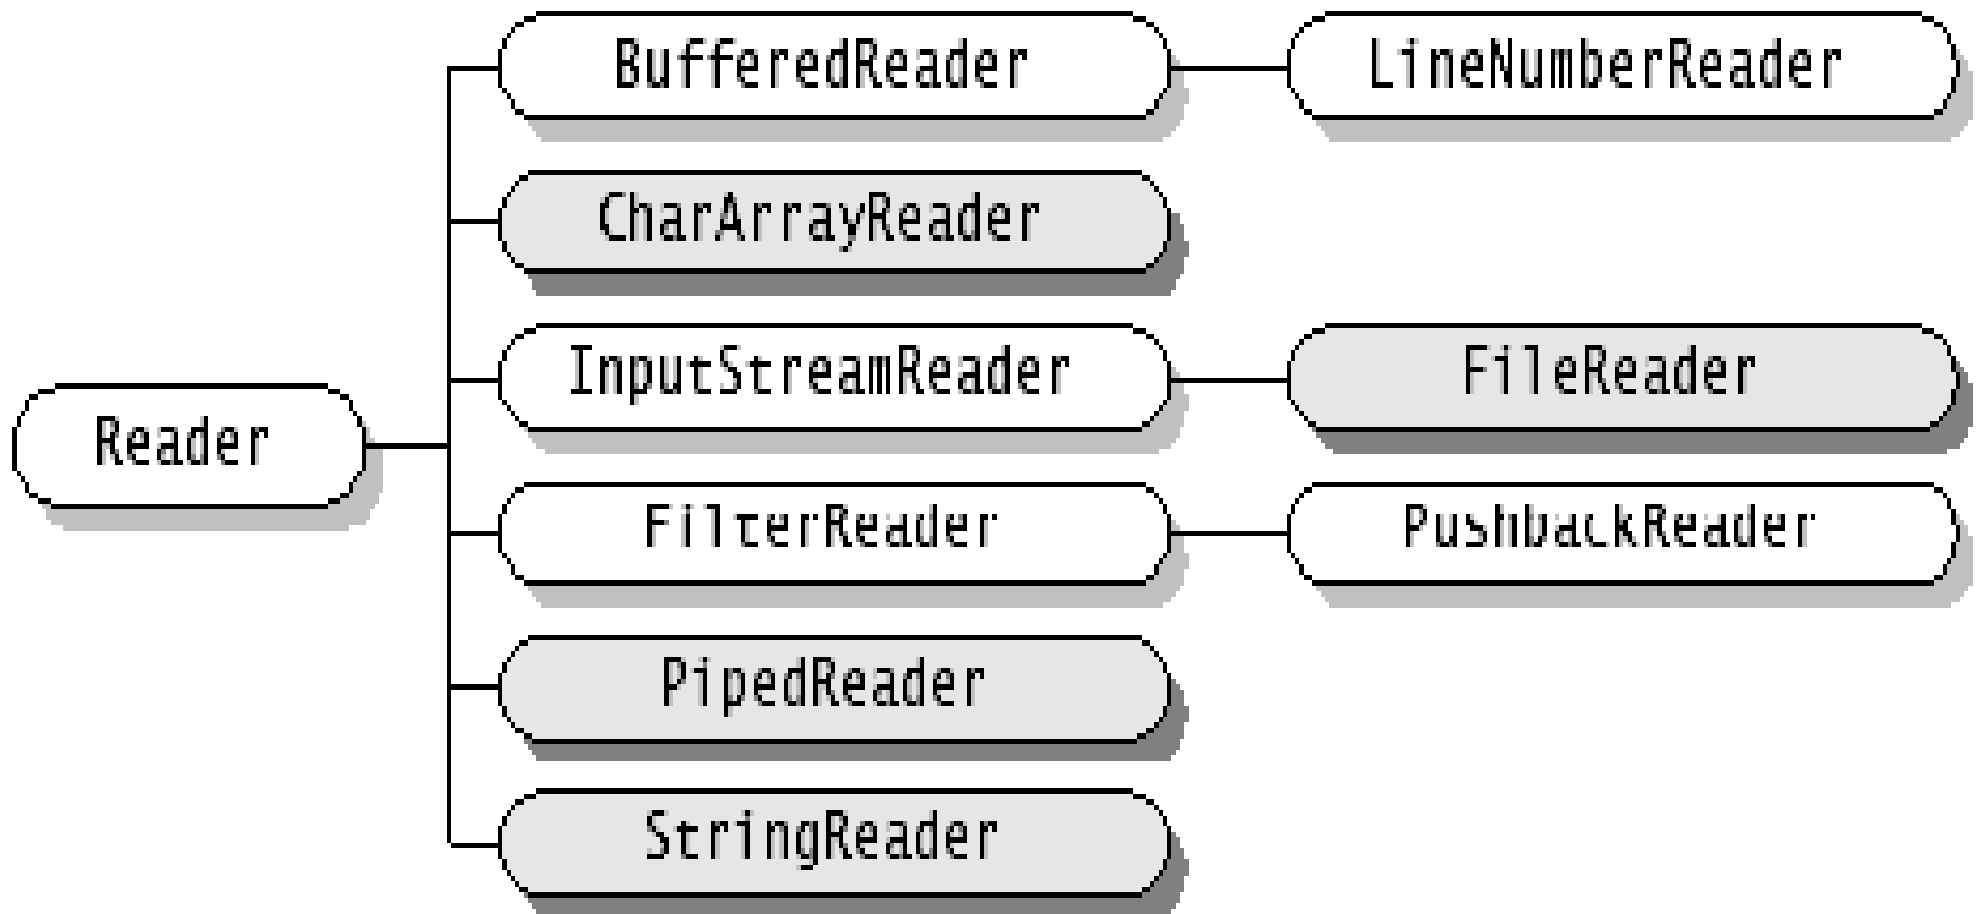 BufferedReader
LineNumberReader
CharArrayReader
InputStreamReader
FileReader
Reader
FilterReader
PushbackReader
PipedReader
StringReader